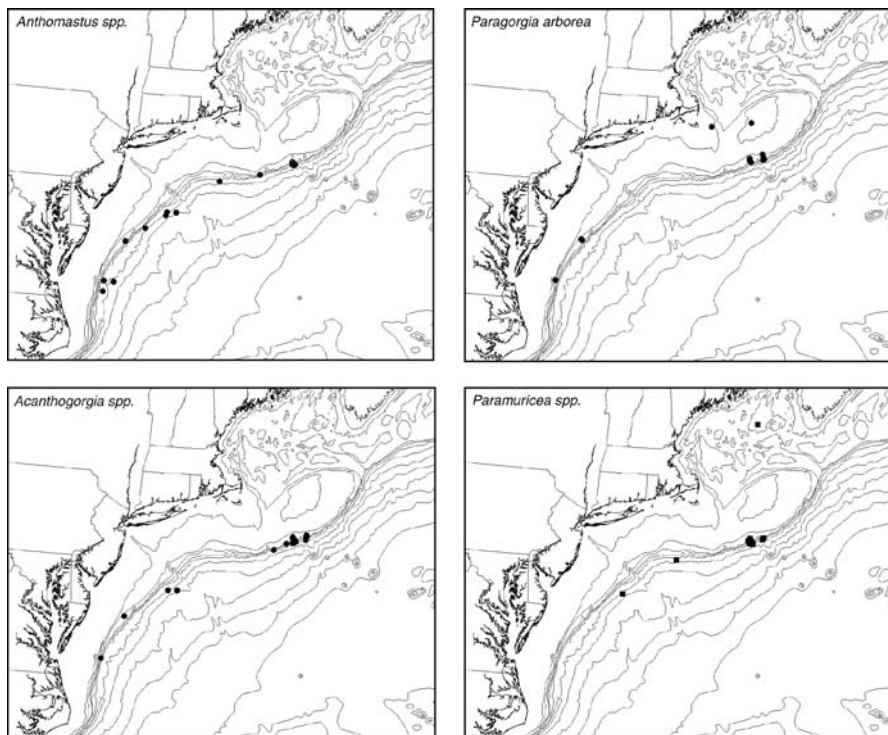 Anthomastus spp.
Paragorgia arborea
Acanthogorgia spp.
Paramuricea spp.